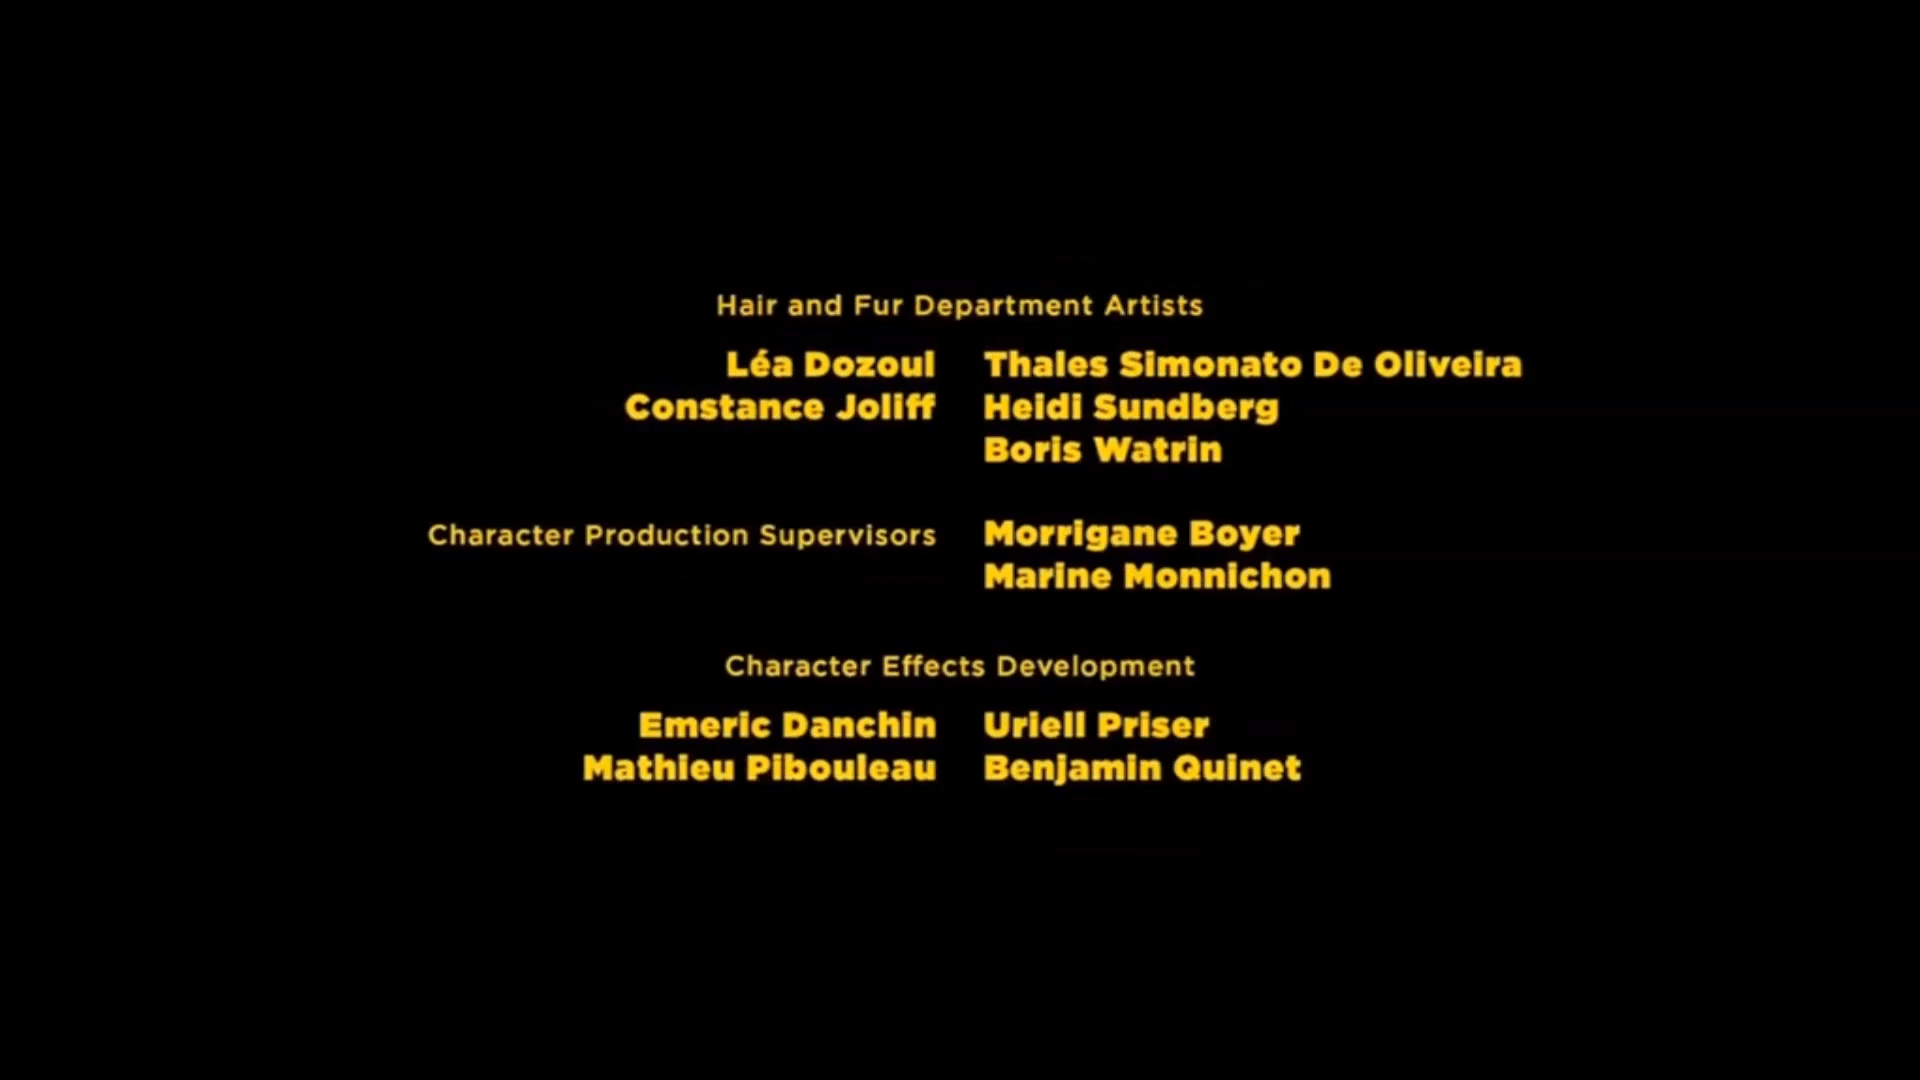 Hair and Fur Department Artists
Léa Dozoul Thales Simonato De Oliveira
Constance Joliff Heidi Sundberg
Boris Watrin
Character Production Supervisors Morrigane Boyer
Marine Monnichon
Character Effects Development
Emeric Danchin Uriell Priser
Mathieu Pibouleau Benjamin Quinet